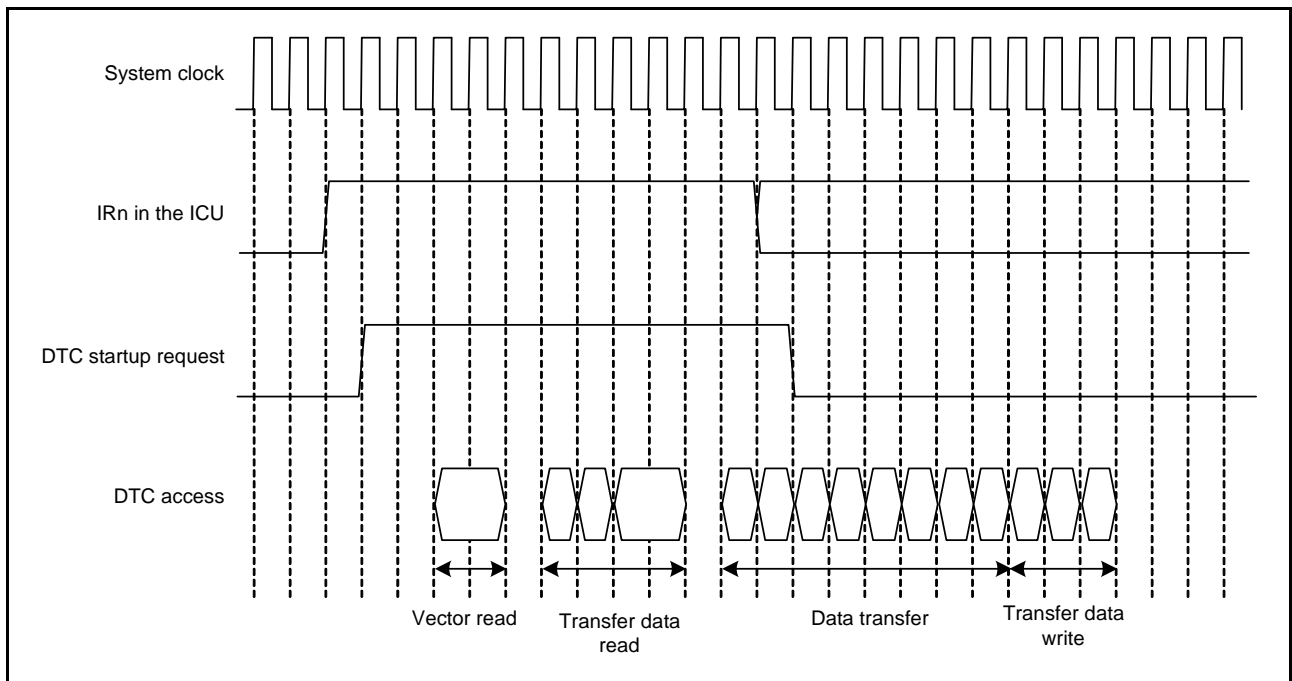 System clock
IRn in the ICU
DTC startup request
DTC access
Vector read
Transfer data
read
Data transfer
Transfer data
write